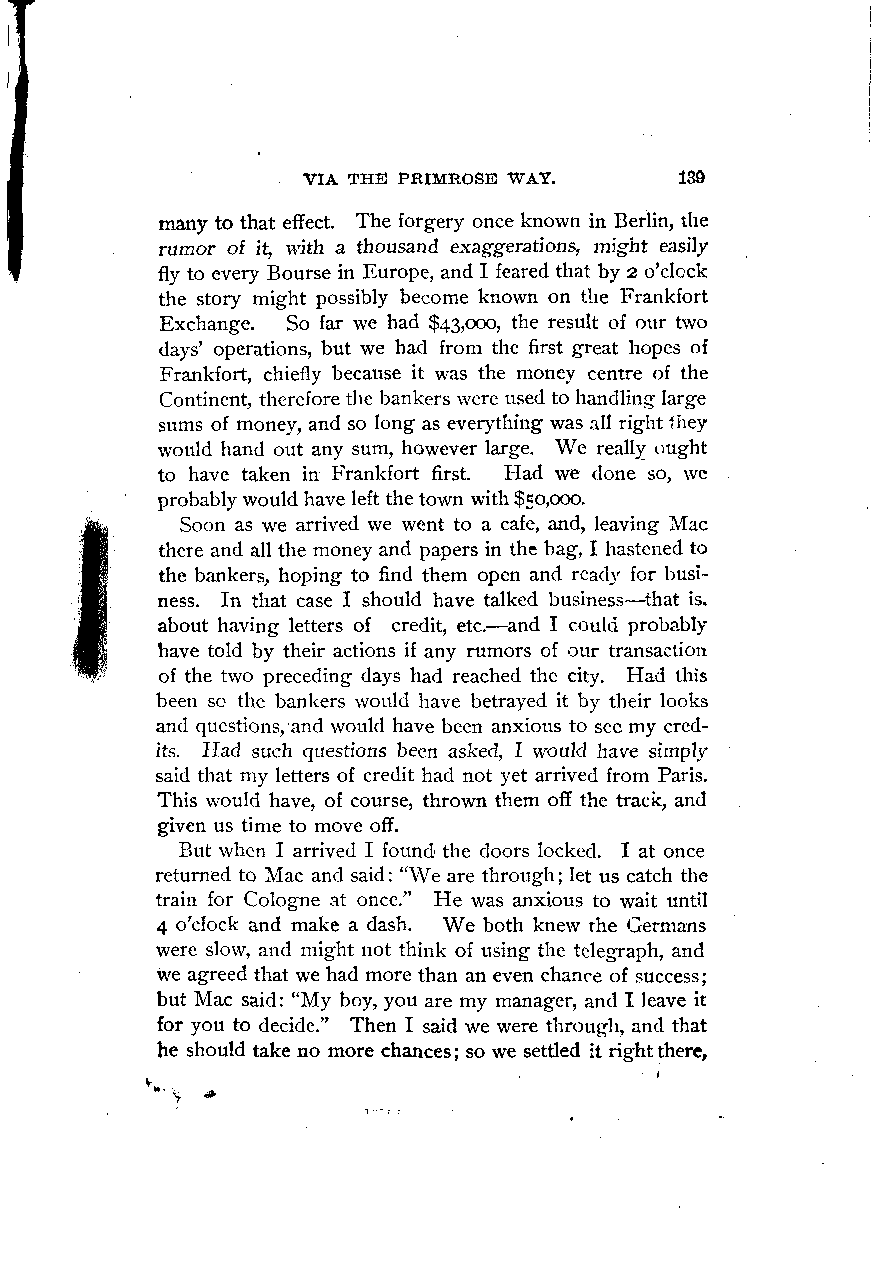 VIA THE PRIMROSE WAY. 139
many to that effect. The forgery once known in Berlin, the
rumor of it, with a thousand exaggerations, might easily
fly to every Bourse in Europe, and I feared that by 2 o'clock
the story might possibly become known on the Frankfort
Exchange. So far we had $43,000, the result of our two
days' operations, but we had from the first great hopes of
Frankfort, chiefly because it was the money centre of the
Continent, therefore the bankers were used to handling large
sums of money, and so long as everything was all right they
would hand out any sum, however large. We really ought
to have taken in Frankfort first. Had we done so, we
probably would have left the town with $50,000.
Soon as we arrived we went to a cafe, and, leaving Mac
there and all the money and papers in the bag, I hastened to
the bankers, hoping to find them open and ready for busi-
ness. In that case I should have talked business—that is.
about having letters of credit, etc.—and I could probably
have told by their actions if any rumors of our transaction
of the two preceding days had reached the city. Had this
been so the bankers would have betrayed it by their looks
and questions, and would have been anxious to see my cred-
its. Had such questions been asked, I would have simply
said that my letters of credit had not yet arrived from Paris.
This would have, of course, thrown them off the track, and
given us time to move off.
But when I arrived I found the doors locked. I at once
returned to Mac and said: “We are through; let us catch the
train for Cologne at once.” He was anxious to wait until
4 o'clock and make a dash. We both knew the Germans
were slow, and might not think of using the telegraph, and
we agreed that we had more than an even chance of success;
but Mac said: “My boy, you are my manager, and I leave it
for you to decide.” Then I said we were through, and that
he should take no more chances; so we settled it right there,